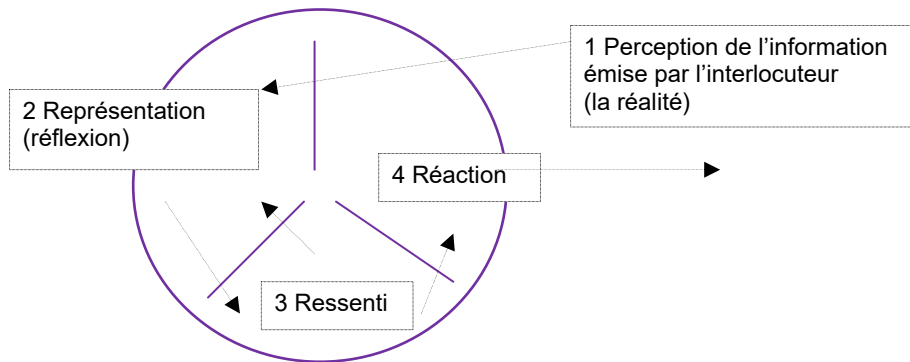 1 Perception de l’information
émise par l’interlocuteur
(la réalité)
2 Représentation
(réflexion)
4 Réaction
3 Ressenti